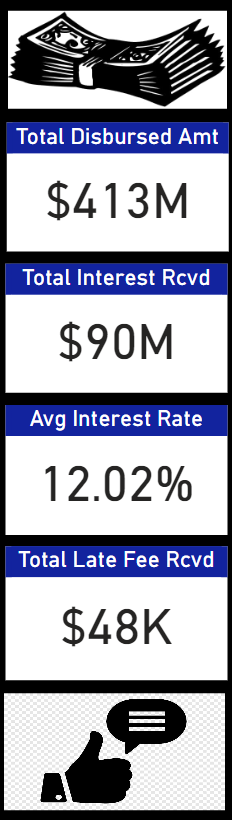 Total Disbursed Amt
$413M
Total Interest Rcvd
$90M
Avg Interest Rate
12.02%
Total Late Fee Rcvd
$48K